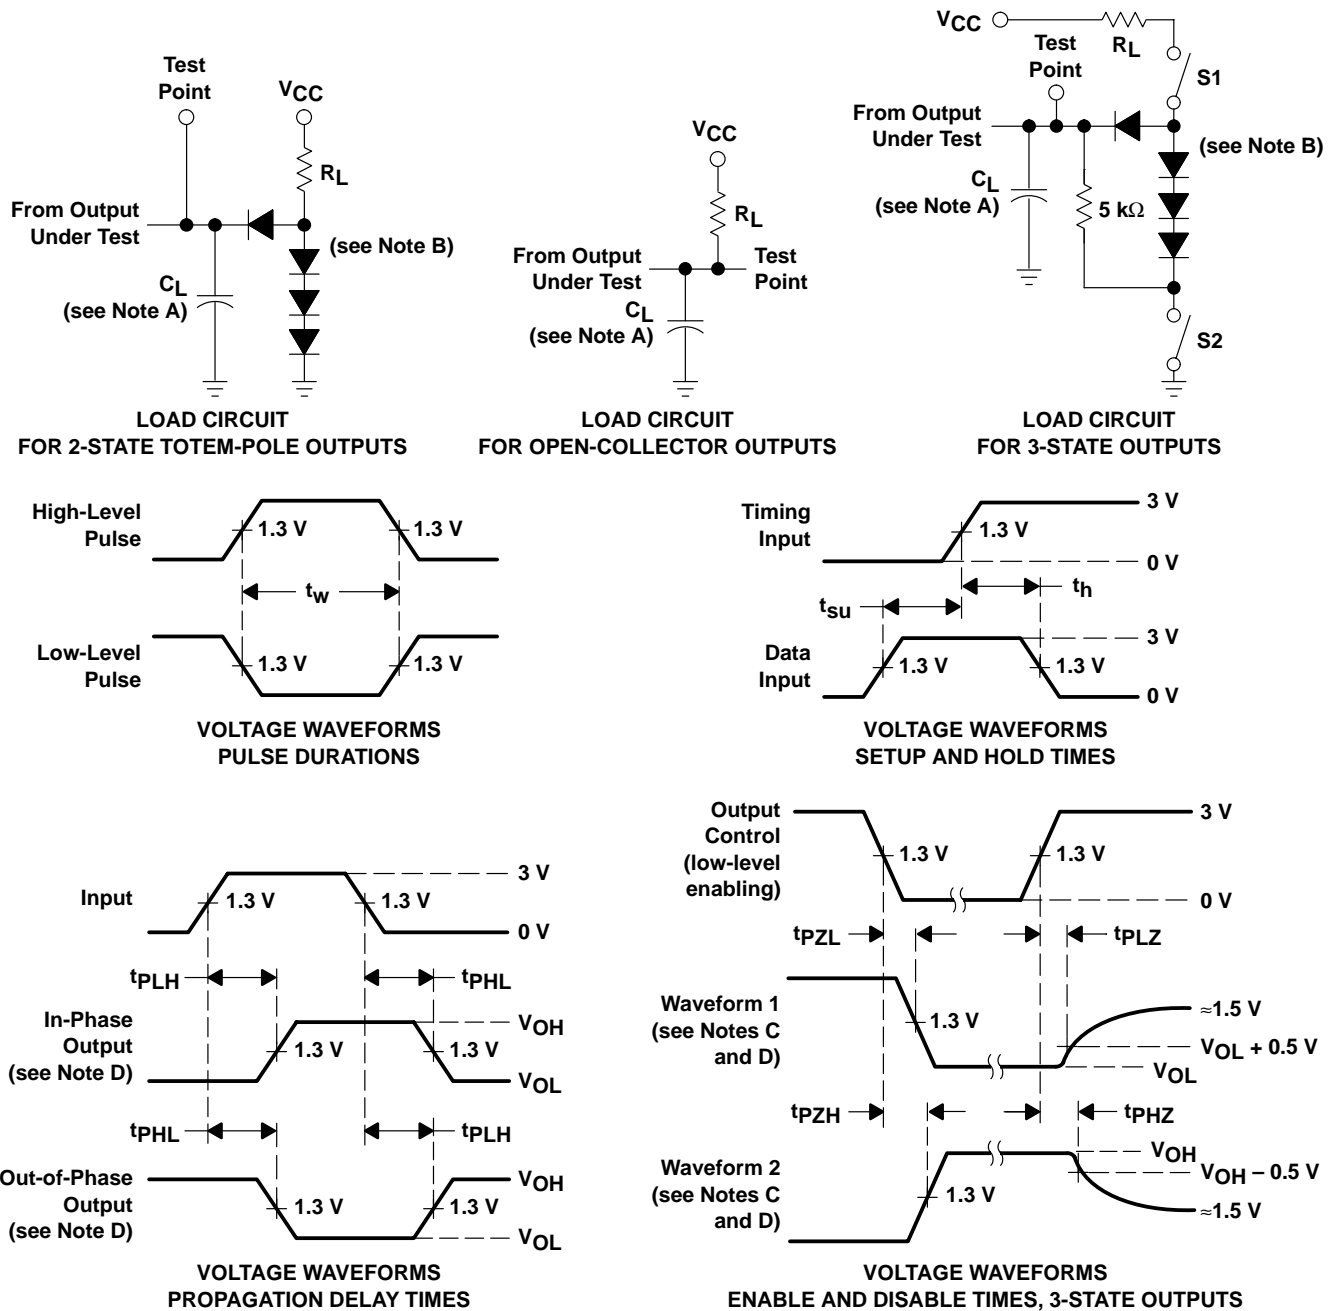 Test
Point
VCC
RL
From Output
Under Test
(see Note B)
CL
(see Note A)
LOAD CIRCUIT
FOR 2-STATE TOTEM-POLE OUTPUTS
VCC
RL
From Output
Under Test
Test
Point
CL
(see Note A)
LOAD CIRCUIT
FOR OPEN-COLLECTOR OUTPUTS
VCC
RL
Test
Point
S1
From Output
Under Test
(see Note B)
CL
(see Note A)
5 kΩ
S2
LOAD CIRCUIT
FOR 3-STATE OUTPUTS
High-Level
Pulse
1.3 V
1.3 V
tw
Low-Level
Pulse
1.3 V
1.3 V
VOLTAGE WAVEFORMS
PULSE DURATIONS
Timing
Input
1.3 V
3 V
0 V
th
tsu
Data
Input
1.3 V
1.3 V
3 V
0 V
VOLTAGE WAVEFORMS
SETUP AND HOLD TIMES
Input
1.3 V
1.3 V
3 V
0 V
tPLH
tPHL
In-Phase
Output
(see Note D)
1.3 V
1.3 V
VOH
VOL
tPHL
tPLH
Out-of-Phase
Output
(see Note D)
1.3 V
1.3 V
VOH
VOL
VOLTAGE WAVEFORMS
PROPAGATION DELAY TIMES
Output
Control
(low-level
enabling)
1.3 V
1.3 V
3 V
0 V
tPZL
tPLZ
Waveform 1
(see Notes C
and D)
1.3 V
≈1.5 V
VOL + 0.5 V
VOL
tPZH
tPHZ
Waveform 2
(see Notes C
and D)
1.3 V
VOH
VOH – 0.5 V
≈1.5 V
VOLTAGE WAVEFORMS
ENABLE AND DISABLE TIMES, 3-STATE OUTPUTS